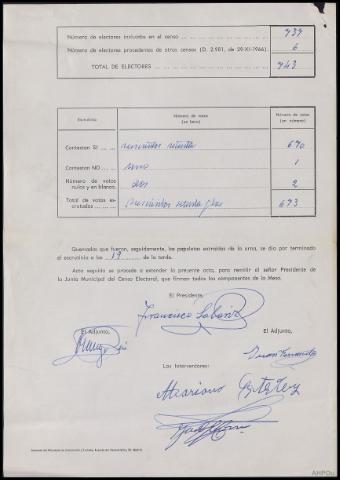 Número de electores incluidos en el censo ... 737
Número de electores procedentes de otros censos (D. 2.981, de 29-XI-1966) 6
TOTAL DE ELECTORES ... 743
Escrutinio
Número de votos (en letra)
Número de votos (en número)
Contestan SI ... seiscientos setenta 670
Contestan NO ... uno 1
Número de votos nulos y en blanco. dos 2
Total de votos escrutados ... seiscientos setenta y tres 673
Quemadas que fueron, seguidamente, las papeletas extraídas de la urna, se dio por terminado
el escrutinio a las 19 de la tarde.
Acto seguido se procede a extender la presente acta, para remitir al señor Presidente de
la Junta Municipal del Censo Electoral, que firman todos los componentes de la Mesa.
El Presidente,
Francisco
El Adjunto,
El Adjunto,
Juan
Los Interventores:
Mariano
AHPOu